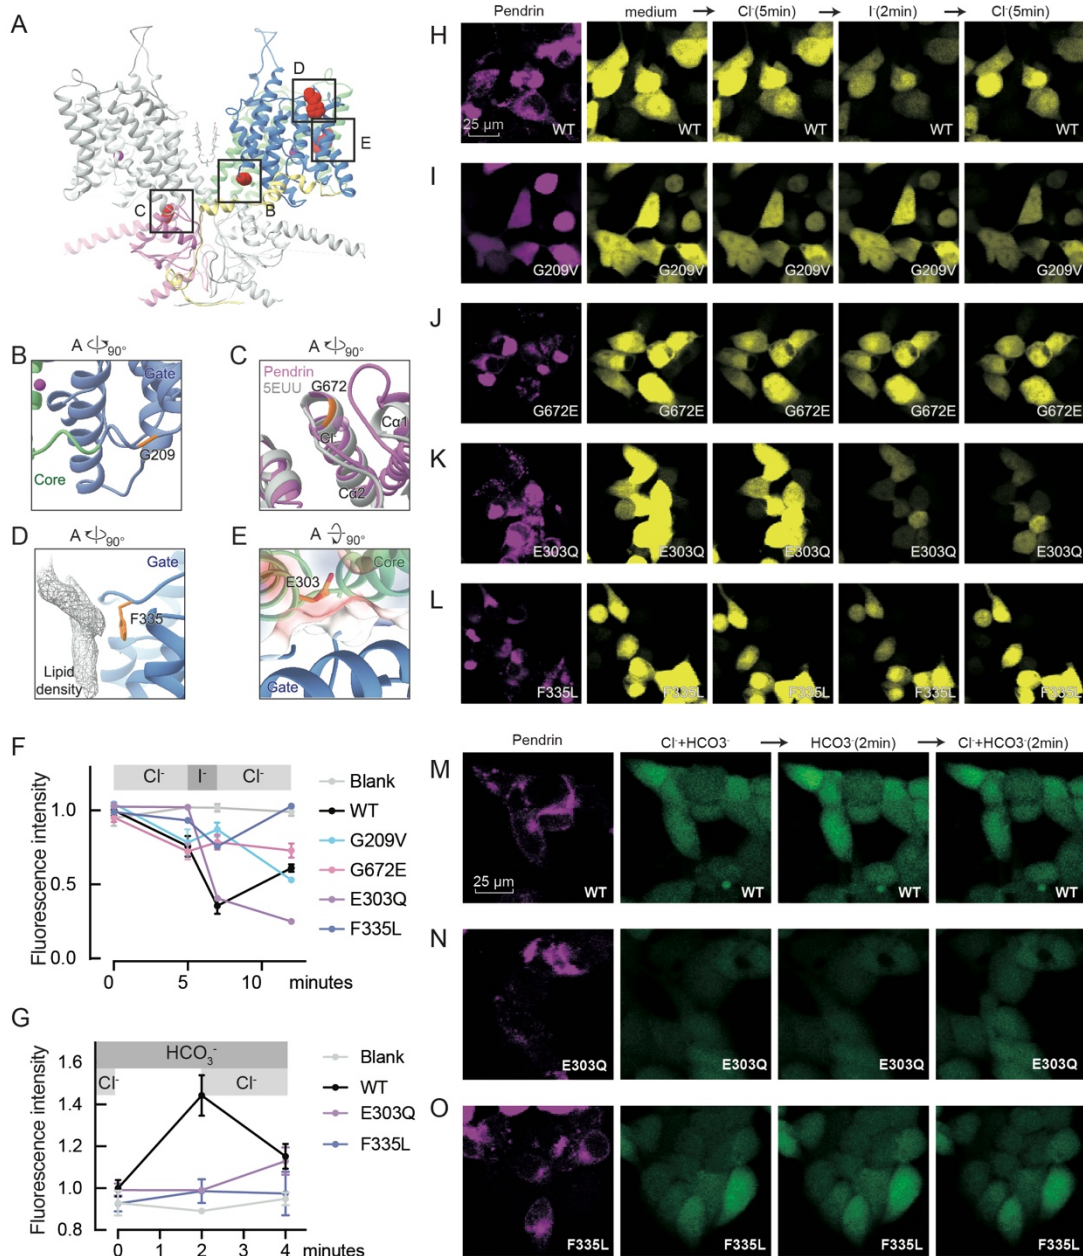 A
D
E
B
C
B
A 90°
Gate
G209
Core
C
A 90°
Pendrin
5EUU
G672
Cl-
Cα1
Cα2
D
A 90°
Gate
F335
Lipid
density
E
A 90°
E303
Core
Gate
F
Cl- I- Cl-
Fluorescence intensity
1.0
0.5
0.0
0 5 10 minutes
Blank
WT
G209V
G672E
E303Q
F335L
G
HCO3-
Cl- Cl-
Fluorescence intensity
1.6
1.4
1.2
1.0
0.8
0 2 4 minutes
Blank
WT
E303Q
F335L
Pendrin medium → Cl-(5min) → I-(2min) → Cl-(5min)
H
25 μm
WT WT WT WT WT
I
G209V G209V G209V G209V G209V
J
G672E G672E G672E G672E G672E
K
E303Q E303Q E303Q E303Q E303Q
L
F335L F335L F335L F335L F335L
Pendrin Cl-+HCO3- → HCO3-(2min) → Cl-+HCO3-(2min)
M
25 μm
WT WT WT WT
N
E303Q E303Q E303Q E303Q
O
F335L F335L F335L F335L